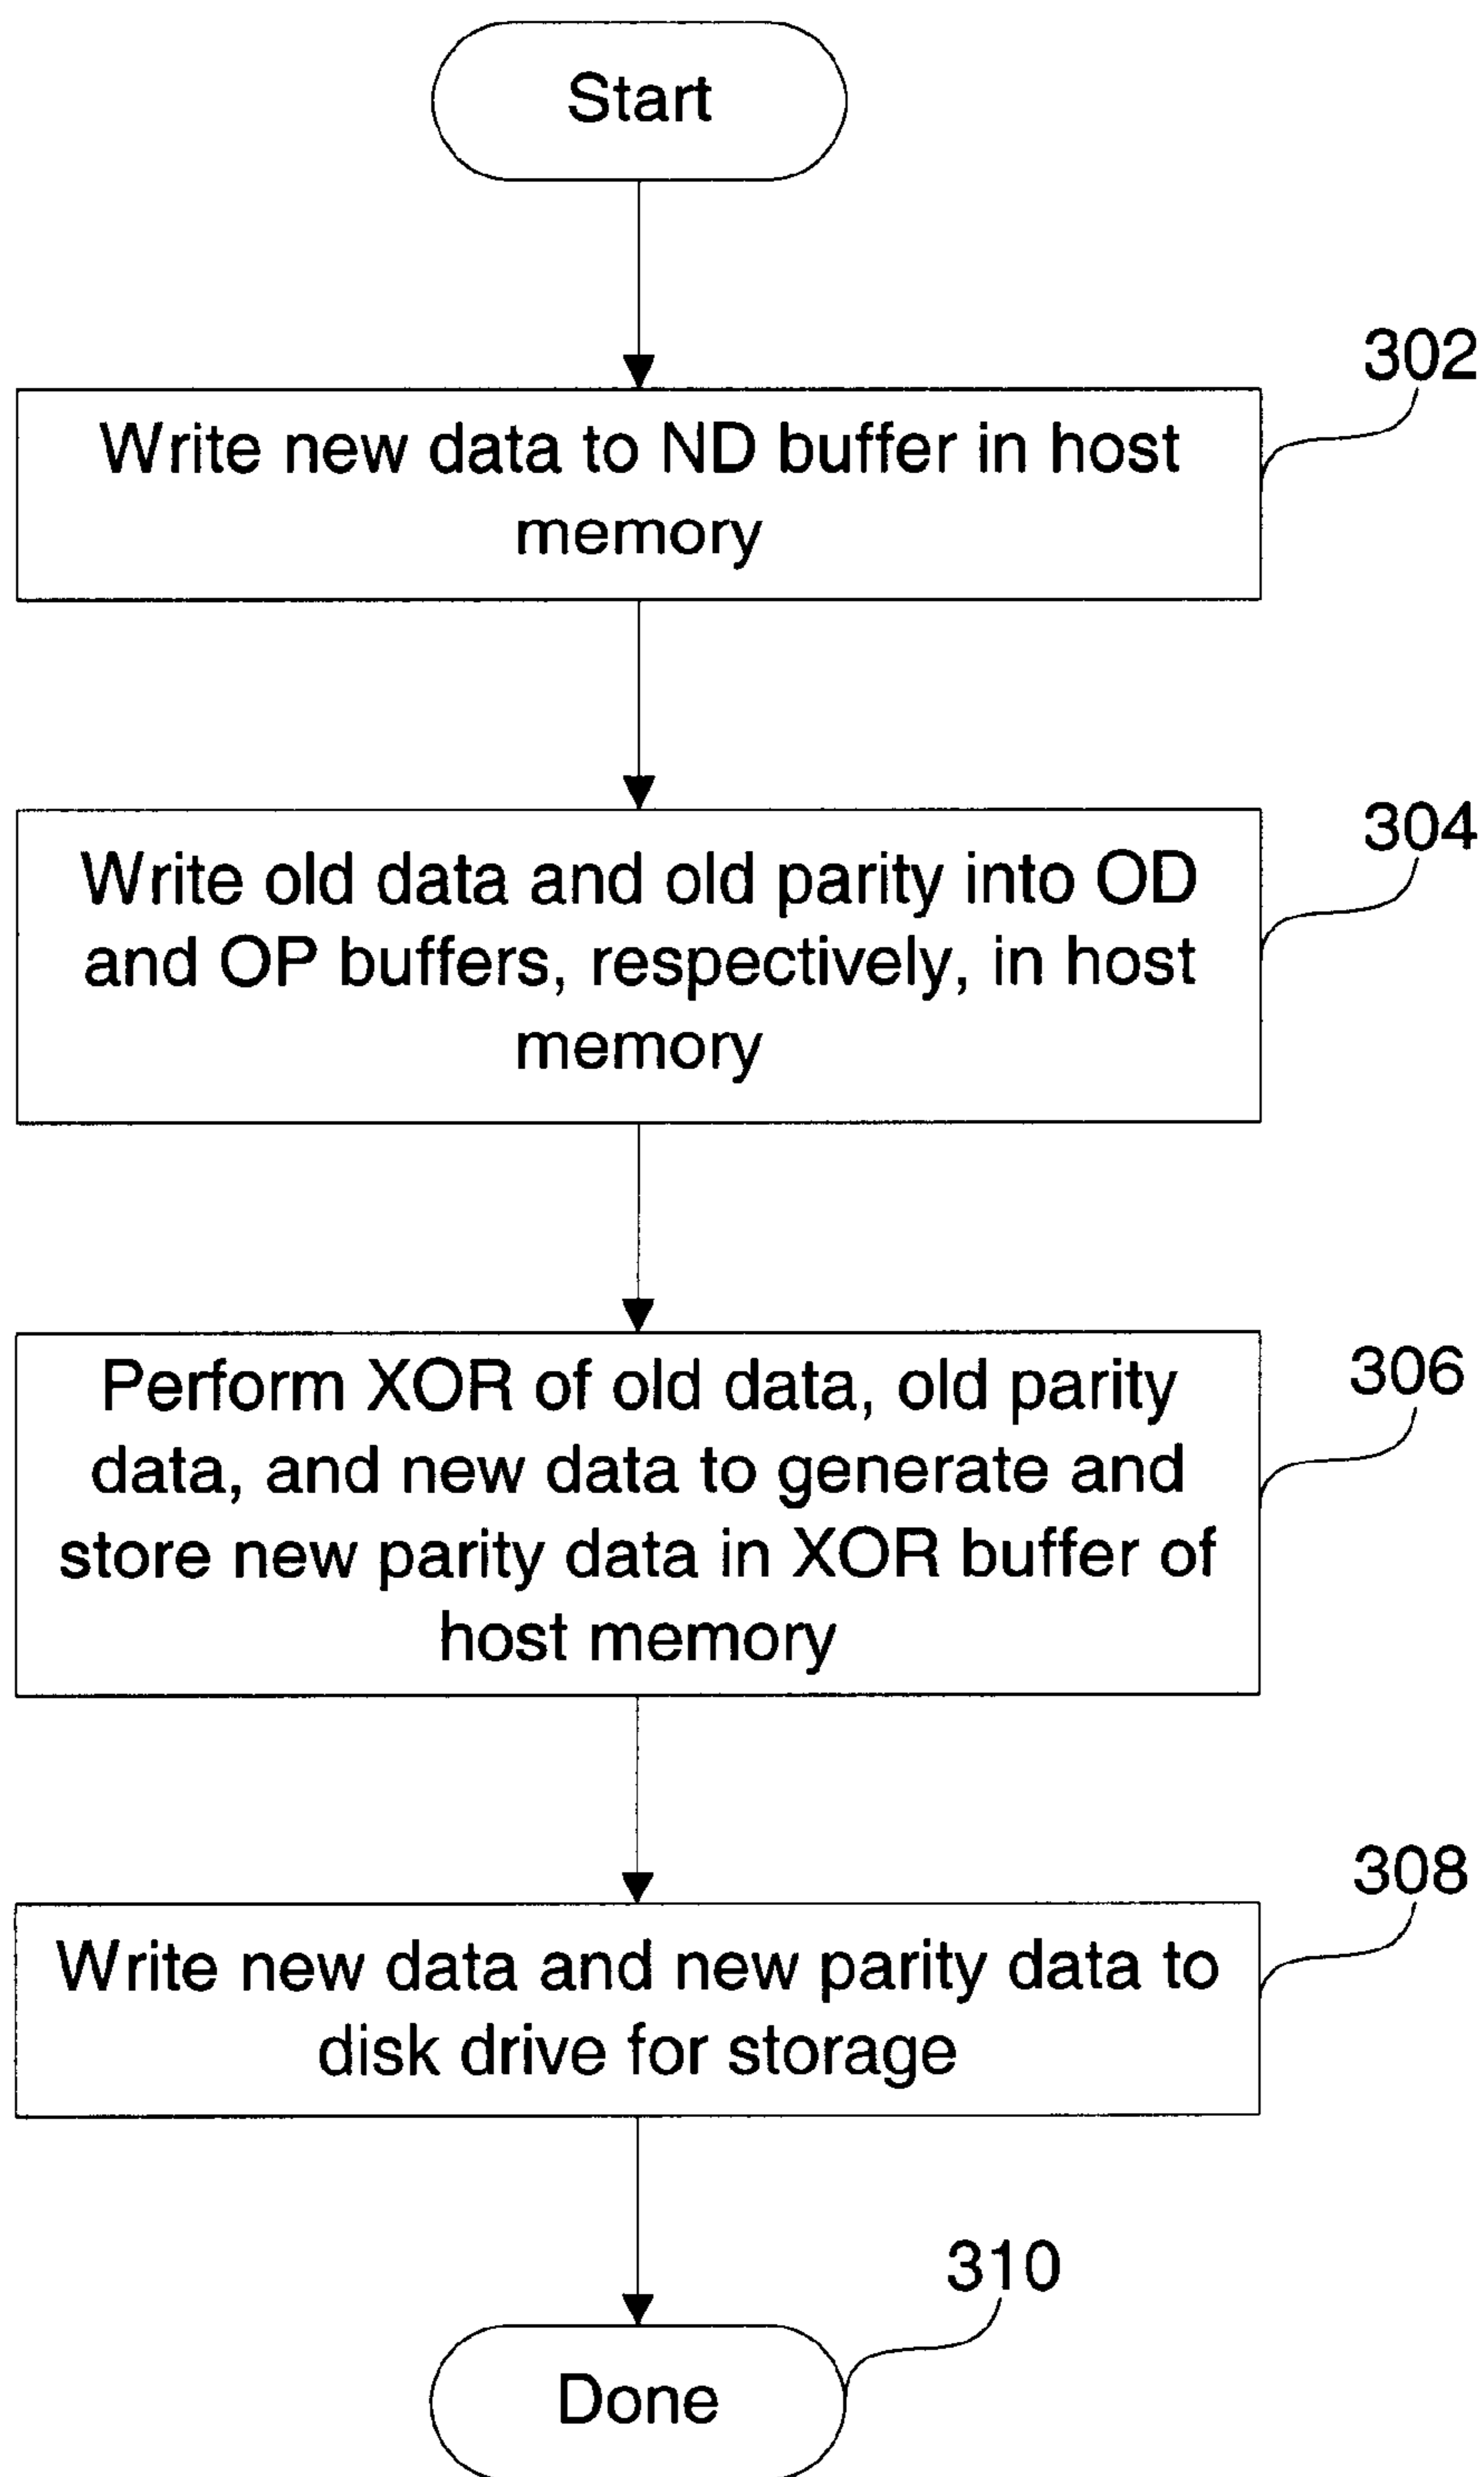 Start
302
Write new data to ND buffer in host
memory
304
Write old data and old parity into OD
and OP buffers, respectively, in host
memory
306
Perform XOR of old data, old parity
data, and new data to generate and
store new parity data in XOR buffer of
host memory
308
Write new data and new parity data to
disk drive for storage
310
Done